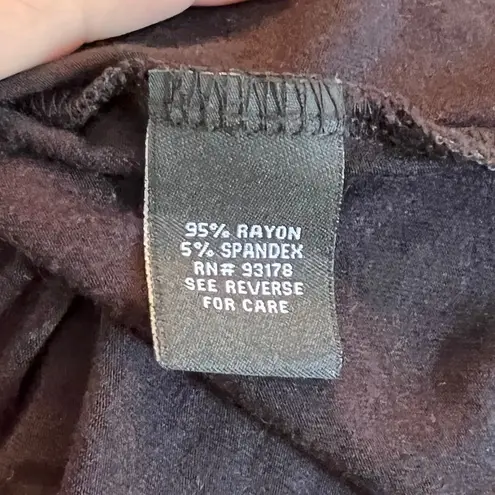 95% RAYON
5% SPANDEX
RN# 93178
SEE REVERSE
FOR CARE